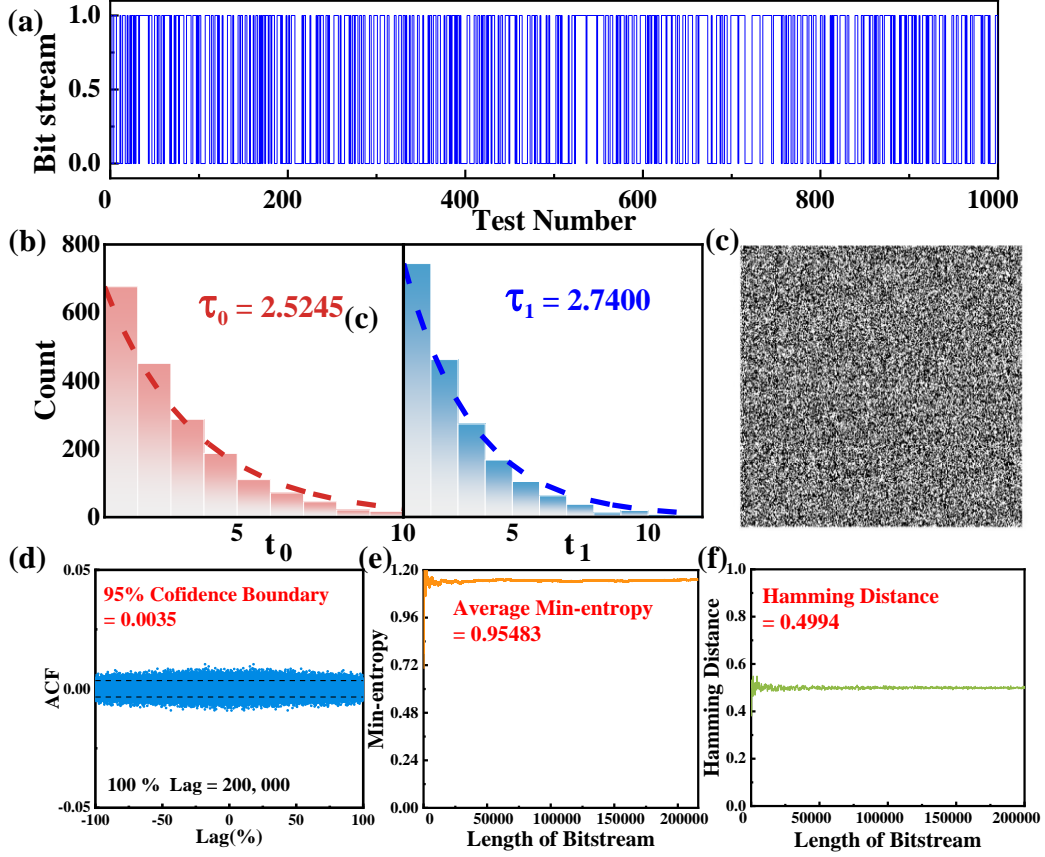 (a)
Bit stream
1.0
0.5
0.0
0
200
400
600
800
1000
Test Number
(b)
Count
800
600
400
200
0
τ0 = 2.5245
(c)
5
10
t0
τ1 = 2.7400
5
10
t1
(c)
(d)
ACF
0.05
0.00
-0.05
95% Cofidence Boundary
= 0.0035
100 % Lag = 200, 000
-100
-50
0
50
100
Lag(%)
(e)
Min-entropy
1.20
0.96
0.72
0.48
0.24
0.00
Average Min-entropy
= 0.95483
0
50000
100000
150000
200000
Length of Bitstream
(f)
Hamming Distance
1.0
0.8
0.6
0.4
0.2
0.0
Hamming Distance
= 0.4994
0
50000
100000
150000
200000
Length of Bitstream